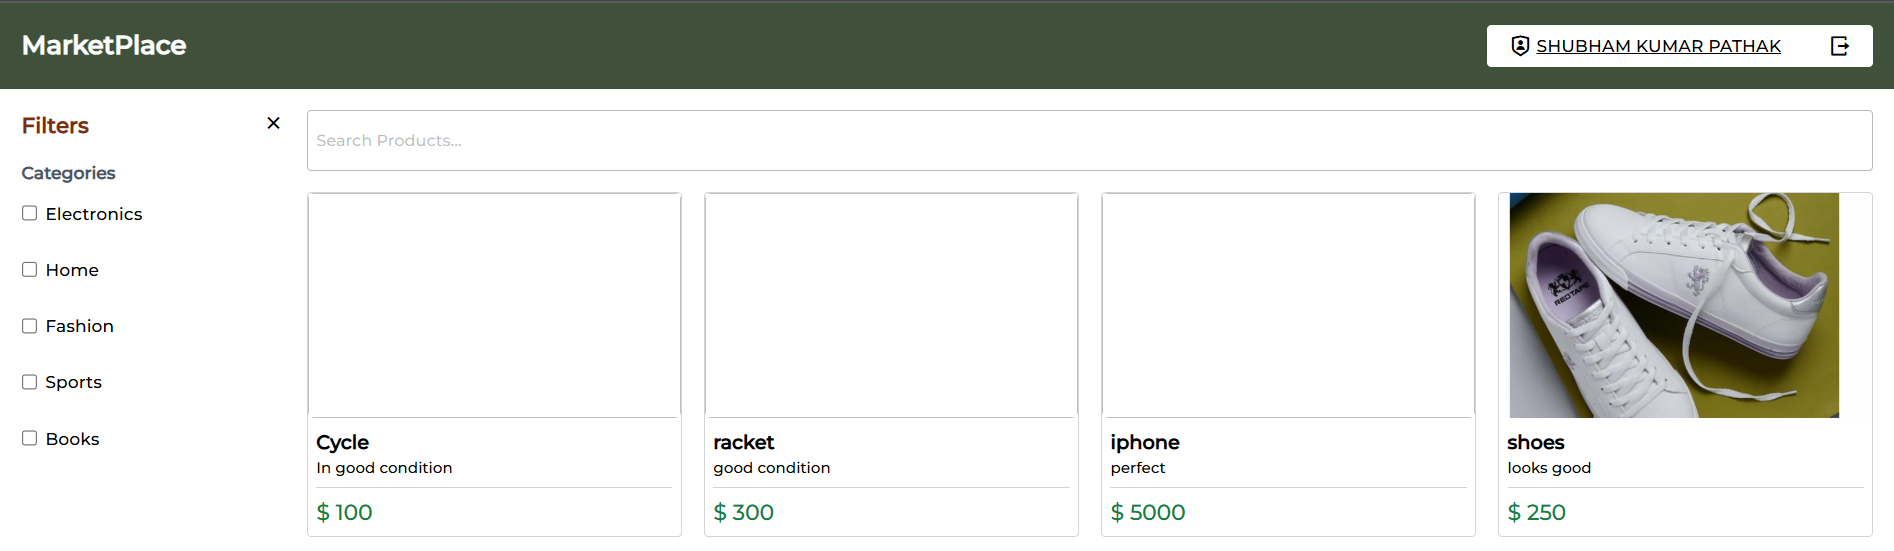 MarketPlace
SHUBHAM KUMAR PATHAK
Filters
Search Products...
Categories
Electronics
Home
Fashion
Sports
Books
REDTAPE
Cycle
In good condition
$ 100
racket
good condition
$ 300
iphone
perfect
$ 5000
shoes
looks good
$ 250